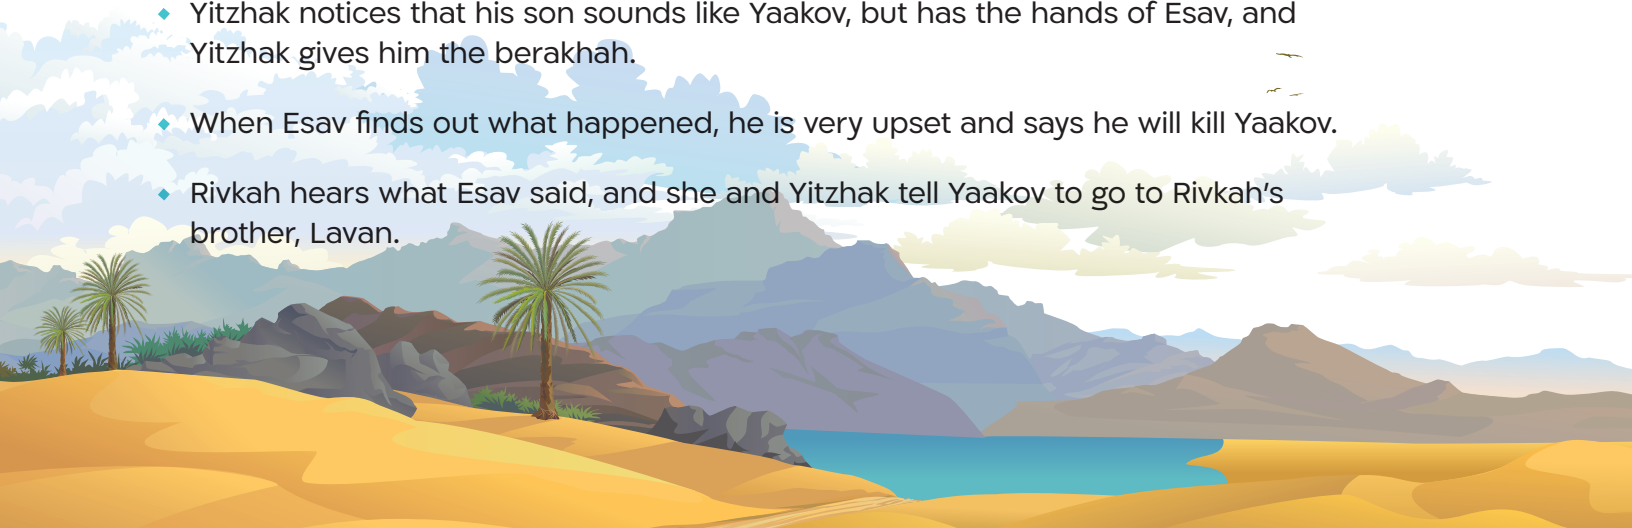 Yitzhak notices that his son sounds like Yaakov, but has the hands of Esav, and
Yitzhak gives him the berakhah.
When Esav finds out what happened, he is very upset and says he will kill Yaakov.
Rivkah hears what Esav said, and she and Yitzhak tell Yaakov to go to Rivkah's
brother, Lavan.